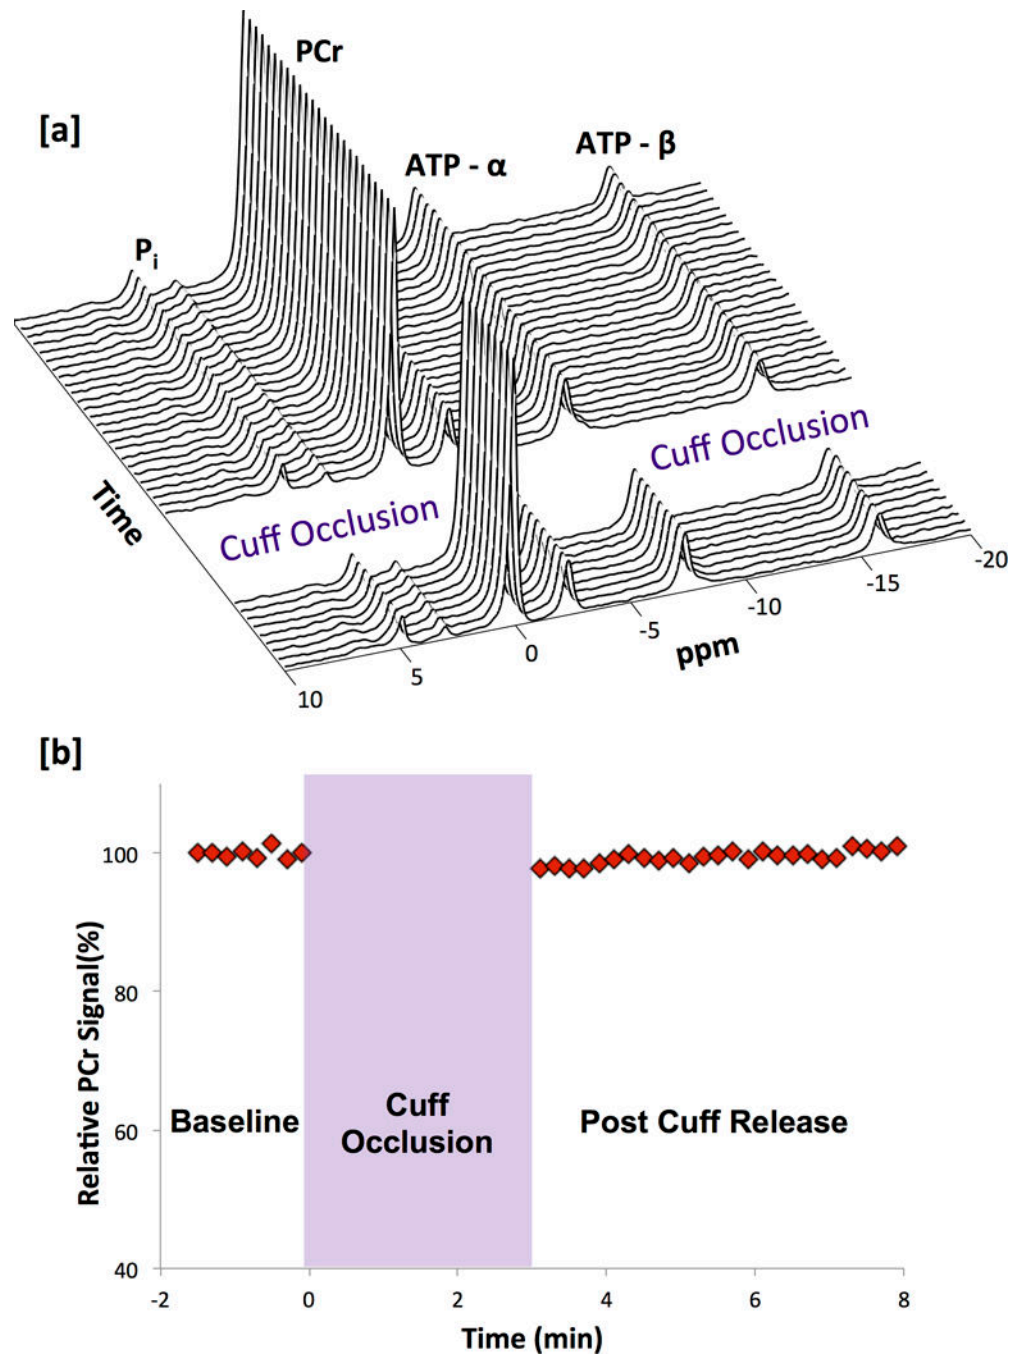 [a]
PCr
ATP - α
ATP - β
Pi
Time
Cuff Occlusion
Cuff Occlusion
10
5
0
-5
-10
-15
-20
ppm
[b]
Relative PCr Signal(%)
100
80
60
40
Baseline
Cuff
Occlusion
Post Cuff Release
-2
0
2
4
6
8
Time (min)